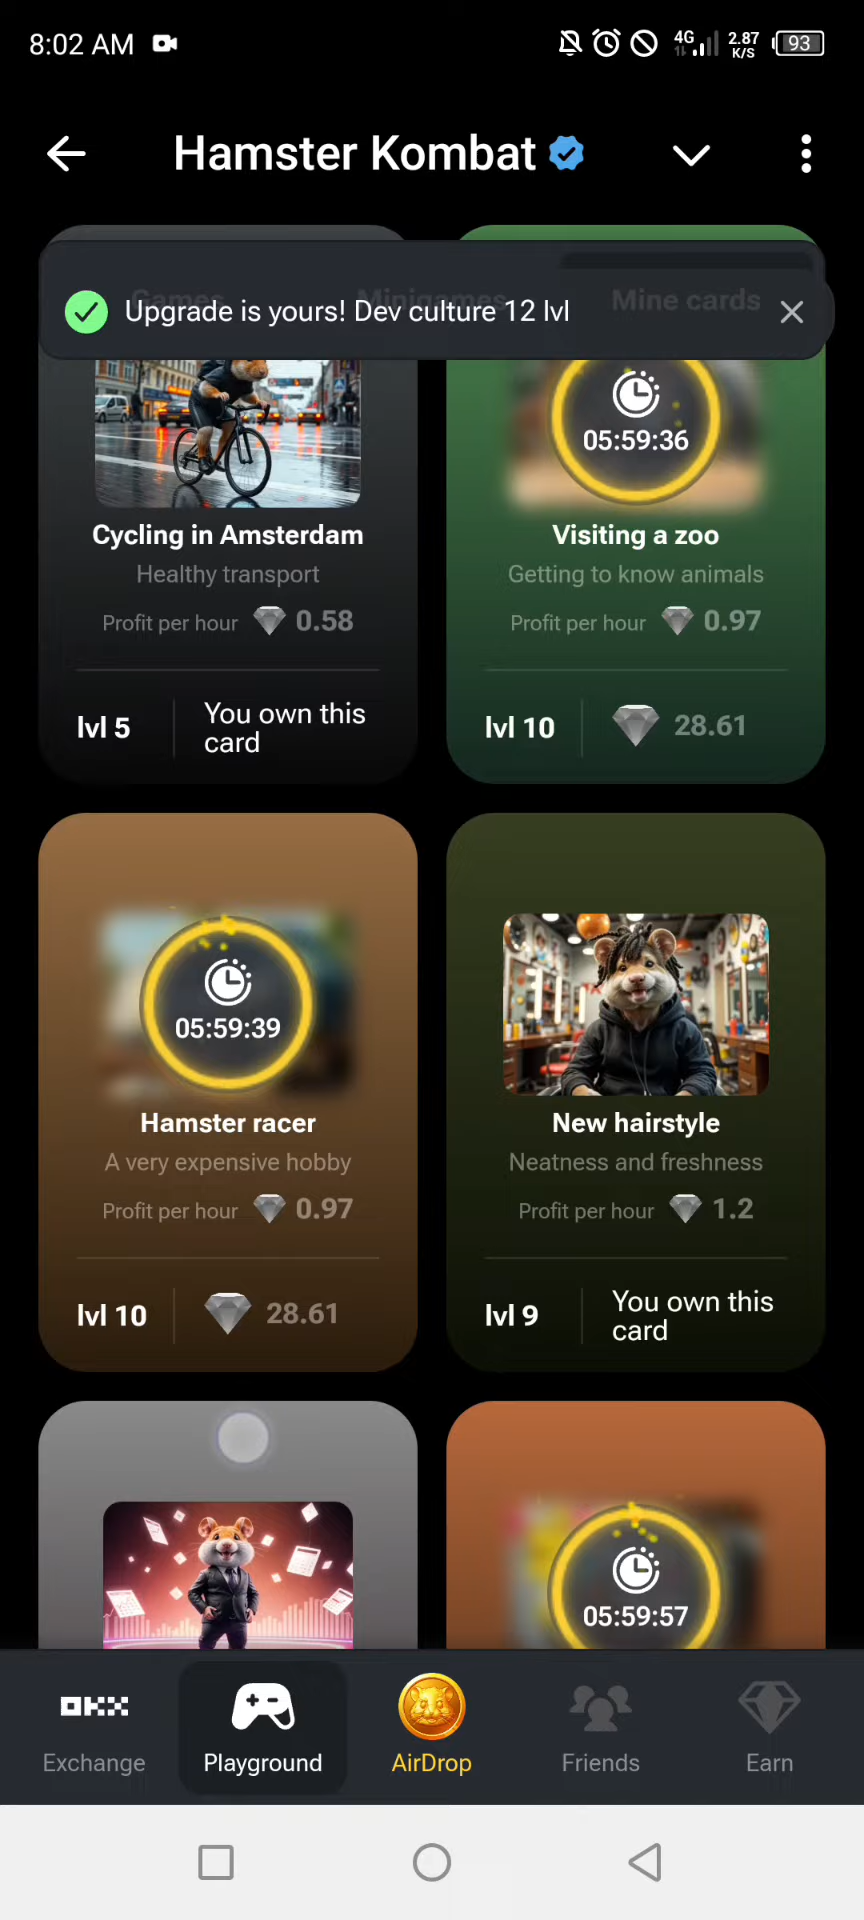 8:02 AM
4G
2.87
K/S
93
Hamster Kombat
Games
Minigames
Mine cards
Upgrade is yours! Dev culture 12 lvl
05:59:36
Cycling in Amsterdam
Healthy transport
Profit per hour 0.58
lvl 5
You own this
card
Visiting a zoo
Getting to know animals
Profit per hour 0.97
lvl 10
28.61
05:59:39
Hamster racer
A very expensive hobby
Profit per hour 0.97
lvl 10
28.61
New hairstyle
Neatness and freshness
Profit per hour 1.2
lvl 9
You own this
card
05:59:57
OKX
Exchange
Playground
AirDrop
Friends
Earn